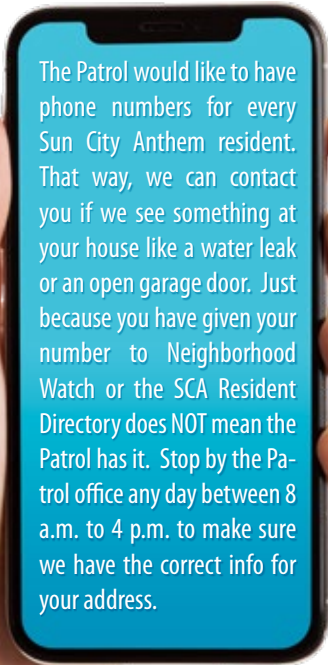 The Patrol would like to have
phone numbers for every
Sun City Anthem resident.
That way, we can contact
you if we see something at
your house like a water leak
or an open garage door. Just
because you have given your
number to Neighborhood
Watch or the SCA Resident
Directory does NOT mean the
Patrol has it. Stop by the Pa-
trol office any day between 8
a.m. to 4 p.m. to make sure
we have the correct info for
your address.